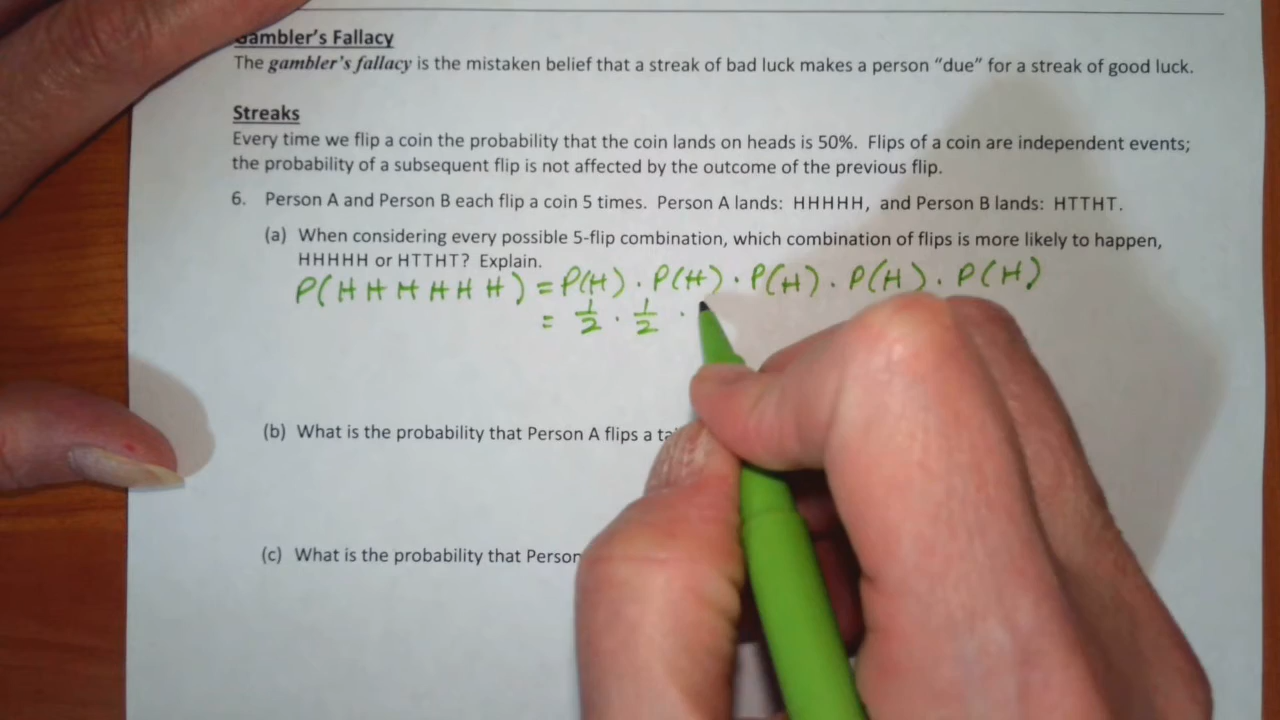 Gambler's Fallacy
The gambler's fallacy is the mistaken belief that a streak of bad luck makes a person “due” for a streak of good luck.
Streaks
Every time we flip a coin the probability that the coin lands on heads is 50%. Flips of a coin are independent events;
the probability of a subsequent flip is not affected by the outcome of the previous flip.
6. Person A and Person B each flip a coin 5 times. Person A lands: HHHHH, and Person B lands: HTTHT.
(a) When considering every possible 5-flip combination, which combination of flips is more likely to happen,
HHHHH or HTTHT? Explain.
P(HHHHHH) = P(H) · P(H) · P(H) · P(H) · P(H)
= 1/2 · 1/2 ·
(b) What is the probability that Person A flips a
(c) What is the probability that Person